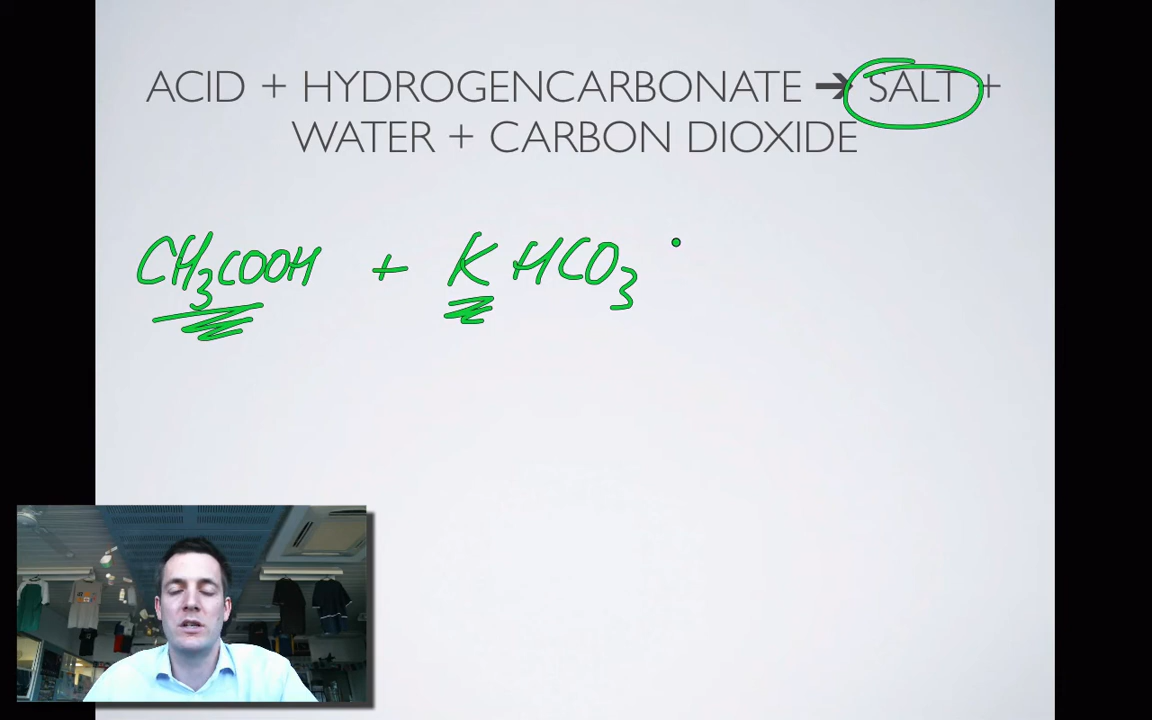 ACID + HYDROGENCARBONATE ➔ SALT +
WATER + CARBON DIOXIDE
CH₃COOH + KHCO₃